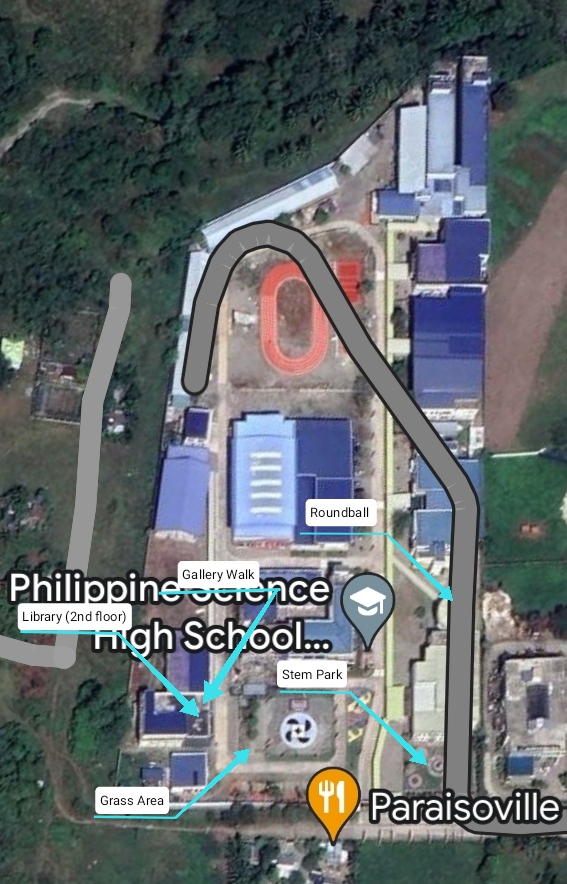 Roundball
Gallery Walk
Philippine Science
High School...
Library (2nd floor)
Stem Park
Grass Area
Paraisoville